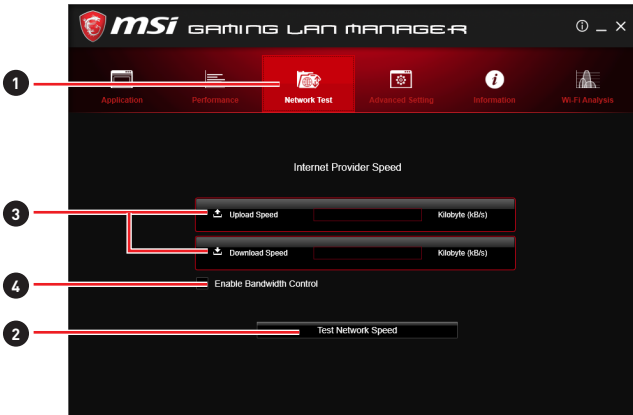 msi GAMING LAN MANAGER
1
Application Performance Network Test Advanced Setting Information Wi-Fi Analysis
Internet Provider Speed
3
Upload Speed Kilobyte (kB/s)
Download Speed Kilobyte (kB/s)
4
Enable Bandwidth Control
2
Test Network Speed